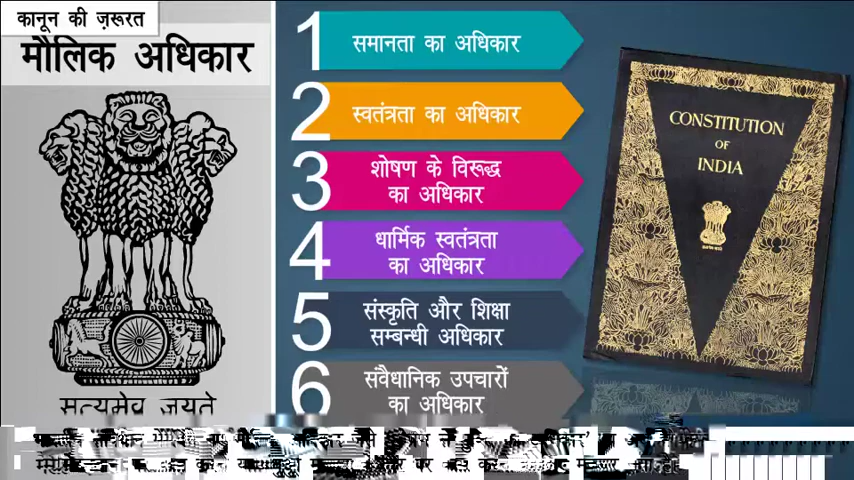 कानून की ज़रूरत
मौलिक अधिकार
सत्यमेव जयते
1 समानता का अधिकार
2 स्वतंत्रता का अधिकार
3 शोषण के विरूद्ध
का अधिकार
4 धार्मिक स्वतंत्रता
का अधिकार
5 संस्कृति और शिक्षा
सम्बन्धी अधिकार
6 संवैधानिक उपचारों
का अधिकार
CONSTITUTION
OF
INDIA